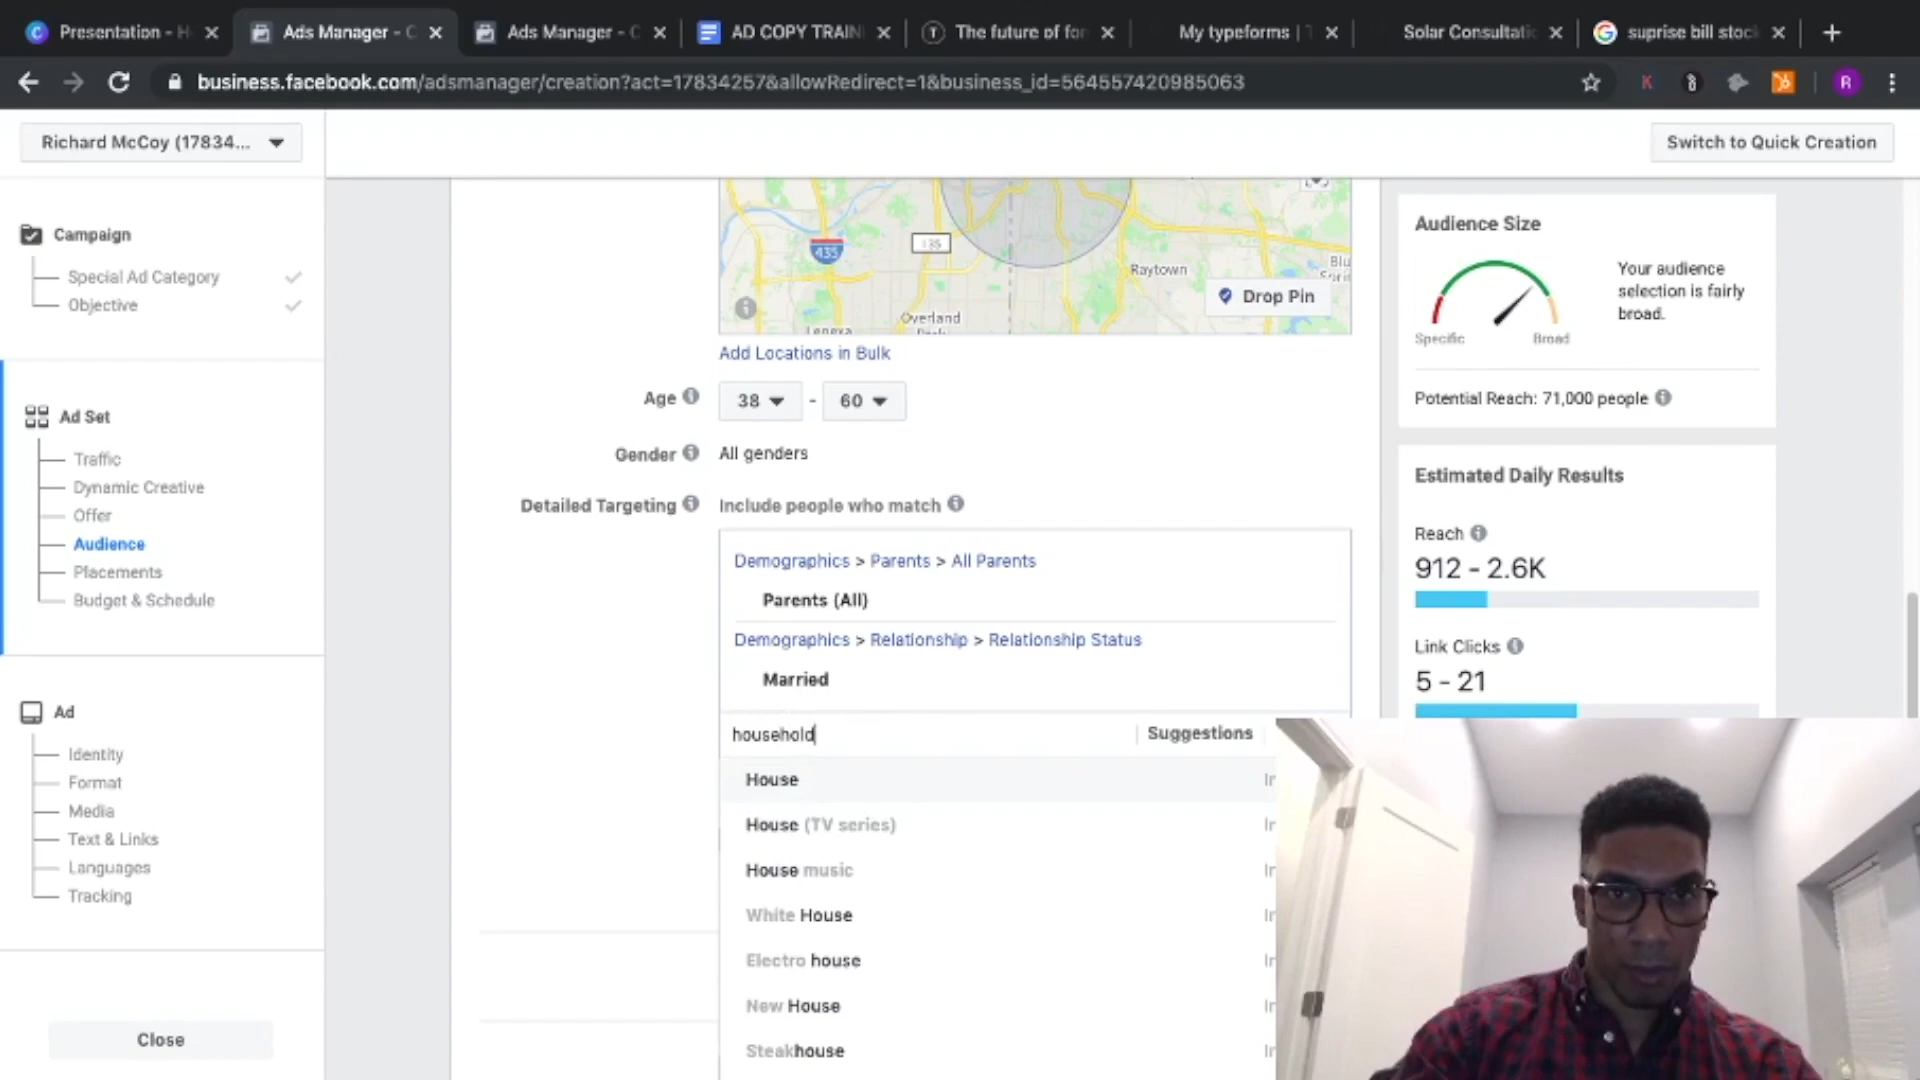 Presentation - H
Ads Manager - C
Ads Manager - C
AD COPY TRAIN
The future of for
My typeforms | T
Solar Consultatio
suprise bill stoc
business.facebook.com/adsmanager/creation?act=17834257&allowRedirect=1&business_id=564557420985063
Richard McCoy (17834...
Switch to Quick Creation
Campaign
Special Ad Category
Objective
Ad Set
Traffic
Dynamic Creative
Offer
Audience
Placements
Budget & Schedule
Ad
Identity
Format
Media
Text & Links
Languages
Tracking
Close
435
Raytown
Overland
Drop Pin
Add Locations in Bulk
Age
38 - 60
Gender All genders
Detailed Targeting Include people who match
Demographics > Parents > All Parents
Parents (All)
Demographics > Relationship > Relationship Status
Married
household
Suggestions
House
House (TV series)
House music
White House
Electro house
New House
Steakhouse
Audience Size
Your audience
selection is fairly
broad.
Specific Broad
Potential Reach: 71,000 people
Estimated Daily Results
Reach
912 - 2.6K
Link Clicks
5 - 21